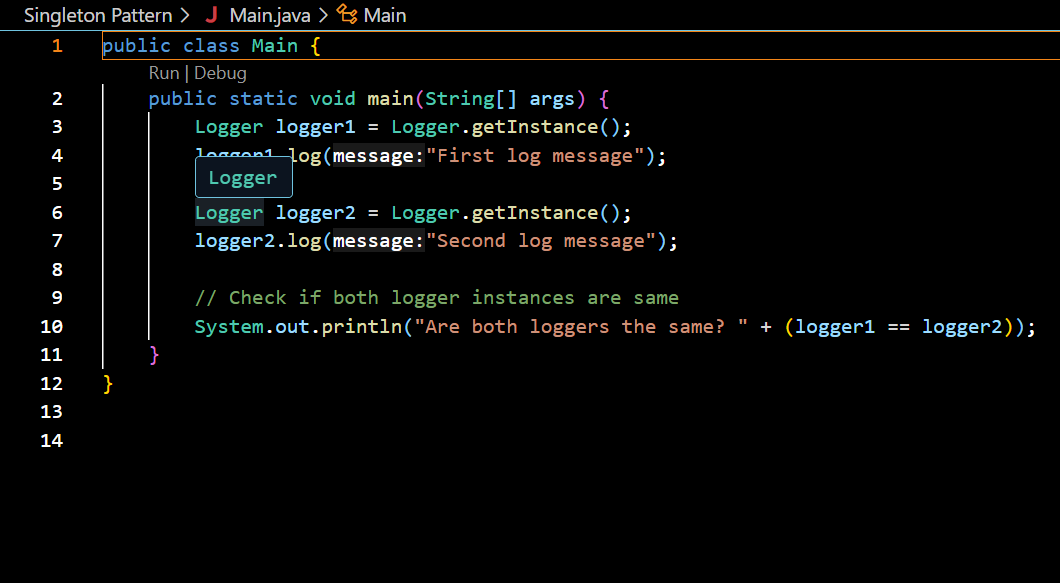 Singleton Pattern > J Main.java > Main
1 public class Main {
Run | Debug
2 public static void main(String[] args) {
3 Logger logger1 = Logger.getInstance();
4 logger1.log(message:"First log message");
Logger
5
6 Logger logger2 = Logger.getInstance();
7 logger2.log(message:"Second log message");
8
9 // Check if both logger instances are same
10 System.out.println("Are both loggers the same? " + (logger1 == logger2));
11 }
12 }
13
14